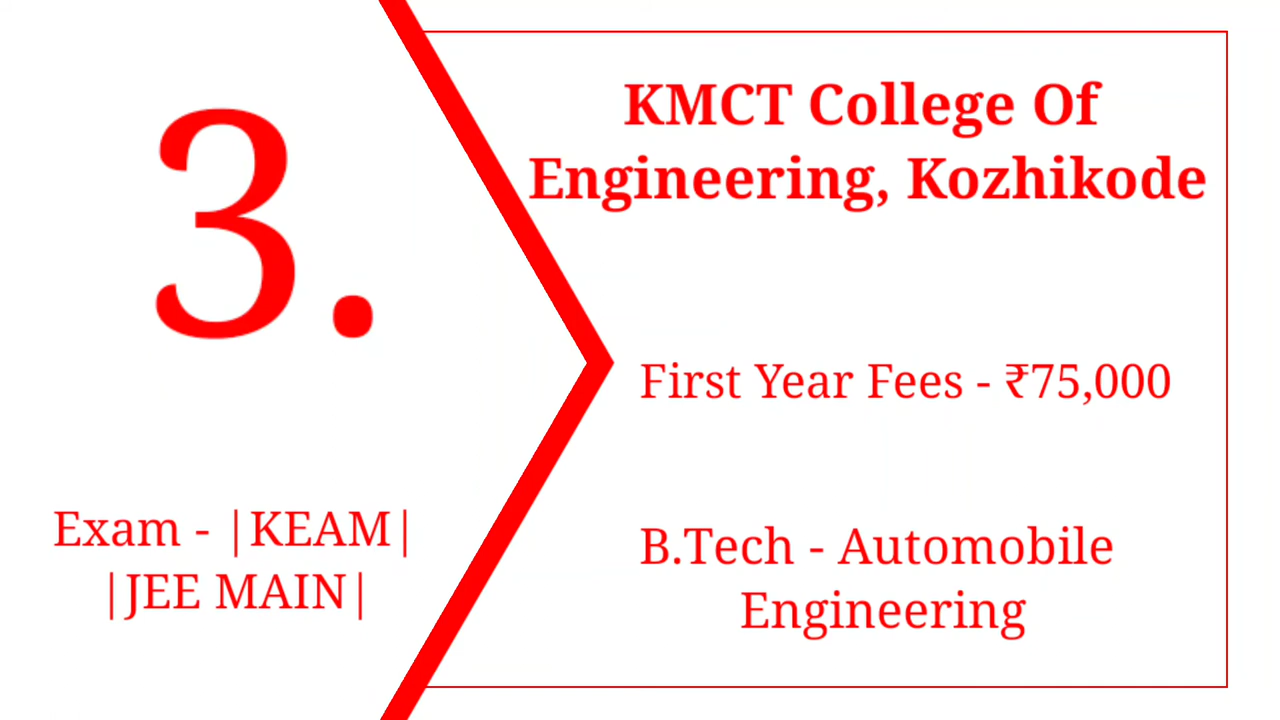 3.
Exam - |KEAM|
|JEE MAIN|
KMCT College Of
Engineering, Kozhikode
First Year Fees - ₹75,000
B.Tech - Automobile
Engineering